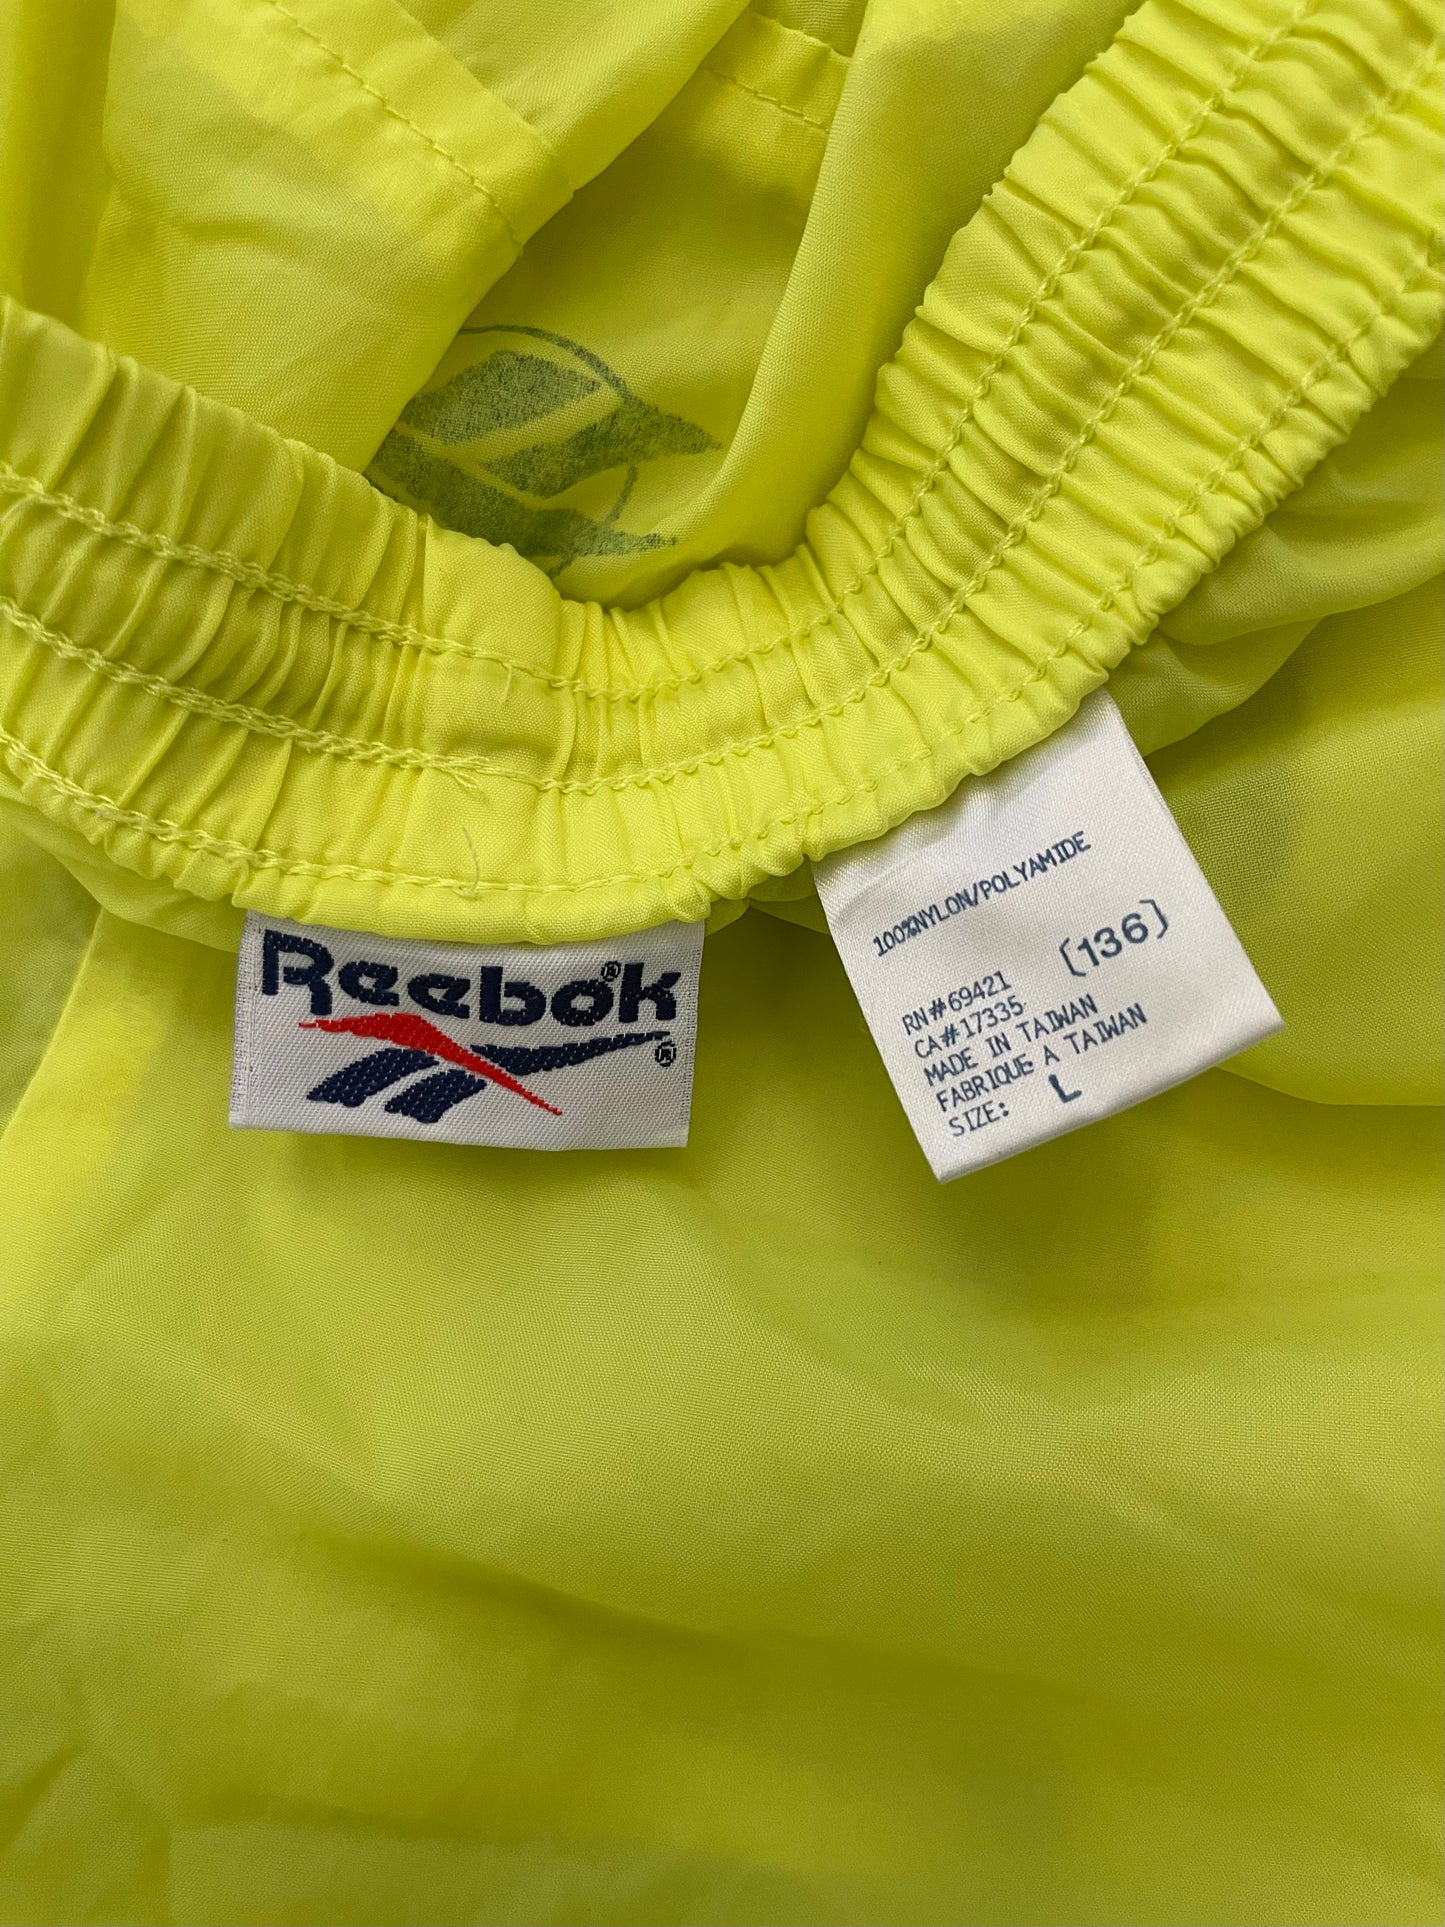 Reebok®
®
100%NYLON/POLYAMIDE
(136)
RN#69421
CA#17335
MADE IN TAIWAN
FABRIQUE A TAIWAN
SIZE: L